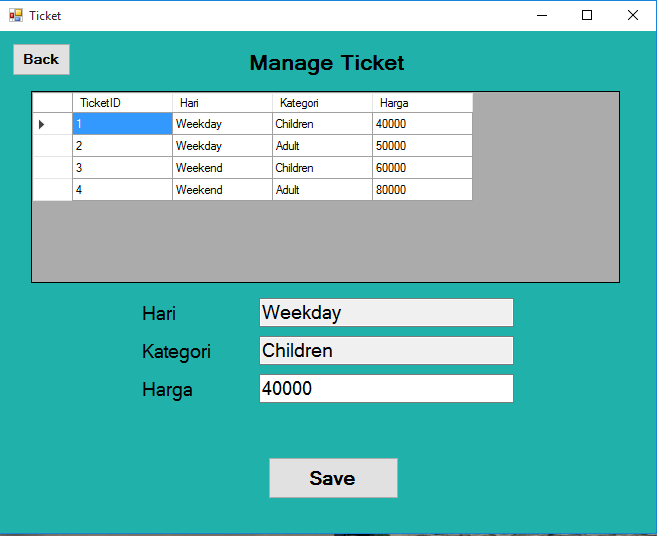 Ticket
Back
Manage Ticket
TicketID Hari Kategori Harga
1 Weekday Children 40000
2 Weekday Adult 50000
3 Weekend Children 60000
4 Weekend Adult 80000
Hari Weekday
Kategori Children
Harga 40000
Save